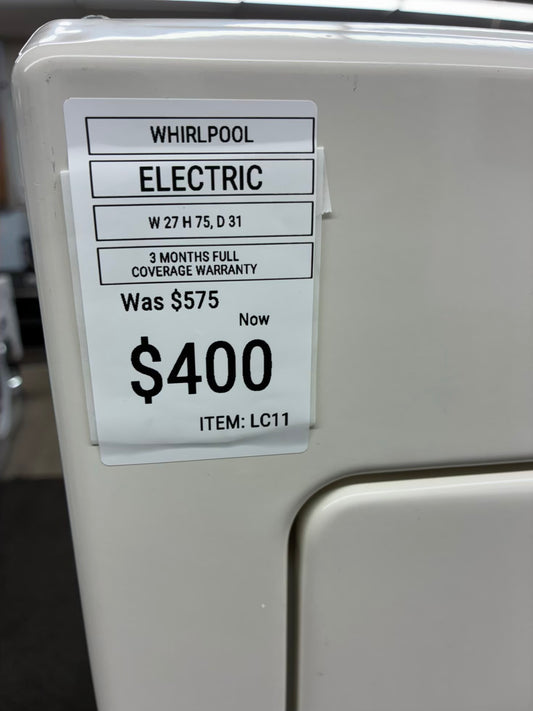 WHIRLPOOL
ELECTRIC
W 27 H 75, D 31
3 MONTHS FULL
COVERAGE WARRANTY
Was $575
Now
$400
ITEM: LC11